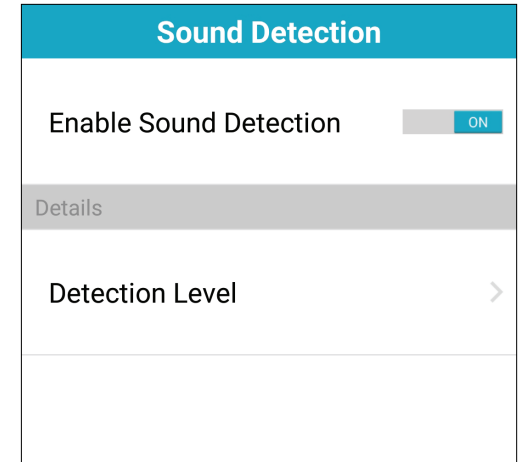 Sound Detection
Enable Sound Detection ON
Details
Detection Level